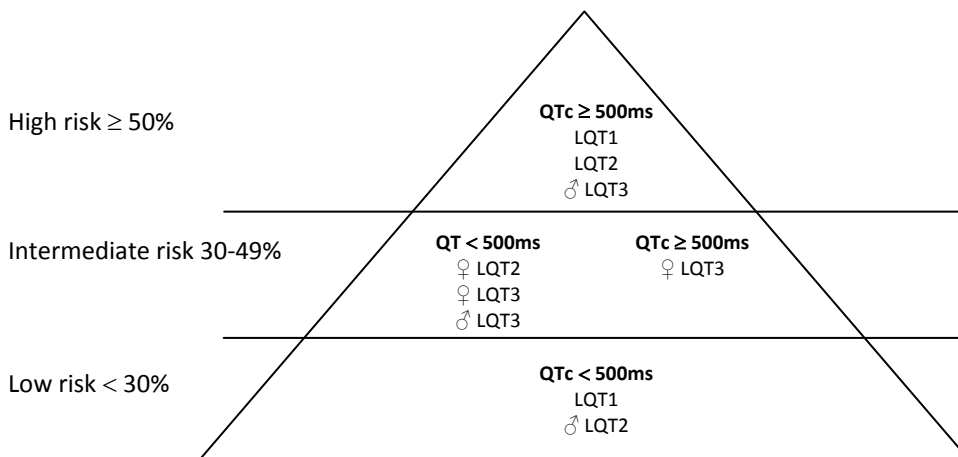 High risk ≥ 50%
QTc ≥ 500ms
LQT1
LQT2
♂ LQT3
Intermediate risk 30-49%
QT < 500ms
♀ LQT2
♀ LQT3
♂ LQT3
QTc ≥ 500ms
♀ LQT3
Low risk < 30%
QTc < 500ms
LQT1
♂ LQT2